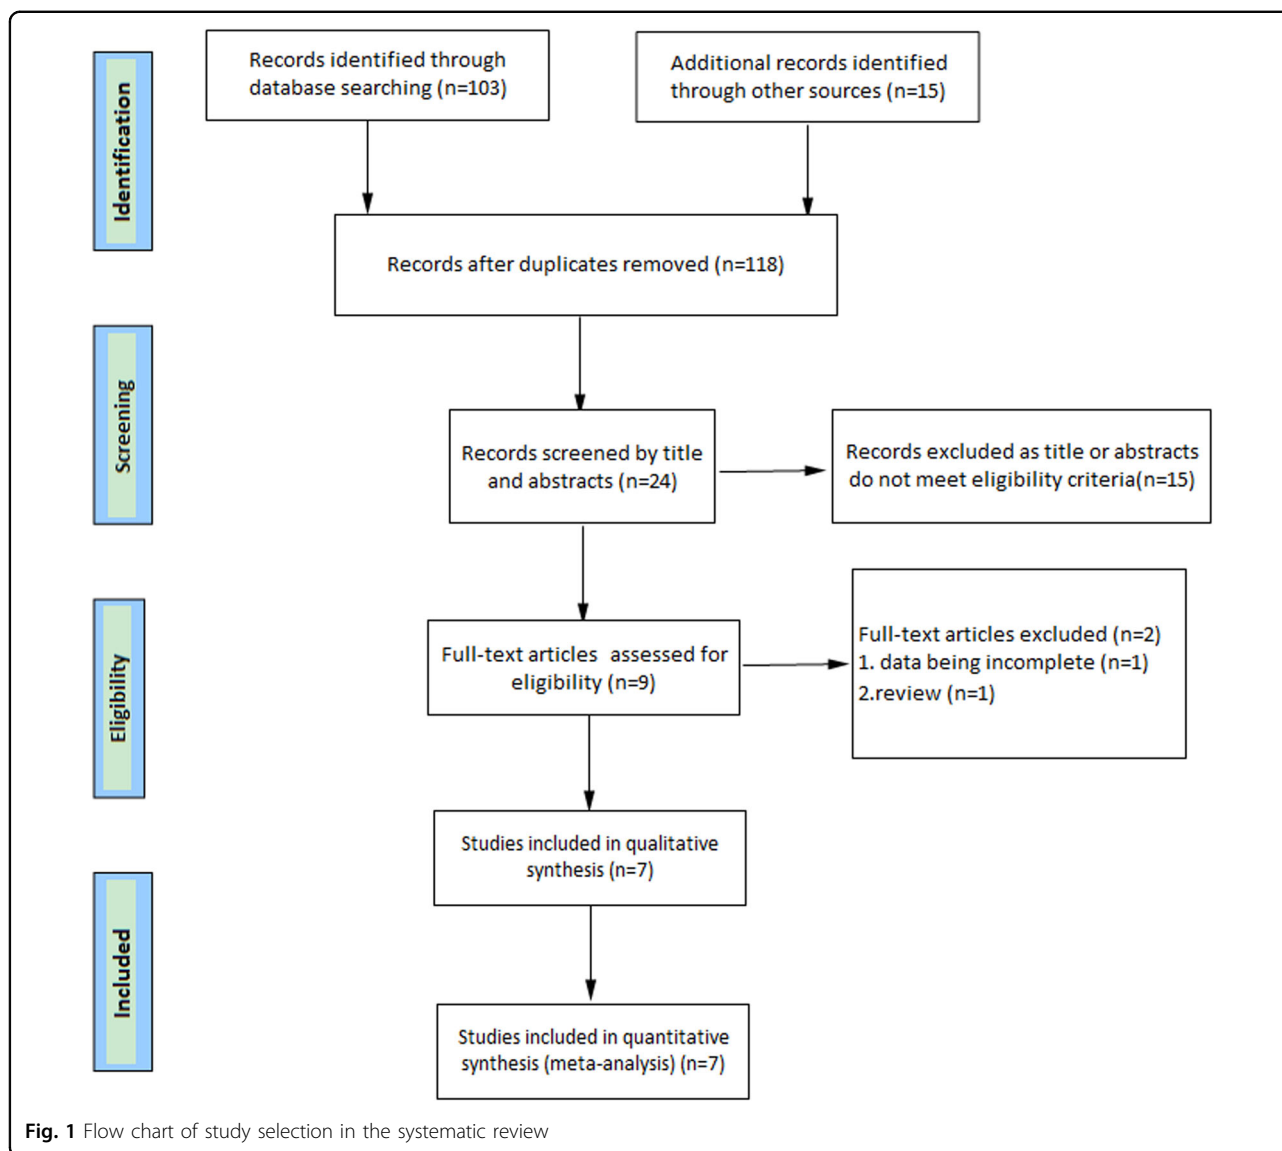 Identification
Records identified through
database searching (n=103)
Additional records identified
through other sources (n=15)
Records after duplicates removed (n=118)
Screening
Records screened by title
and abstracts (n=24)
Records excluded as title or abstracts
do not meet eligibility criteria(n=15)
Eligibility
Full-text articles assessed for
eligibility (n=9)
Full-text articles excluded (n=2)
1. data being incomplete (n=1)
2.review (n=1)
Included
Studies included in qualitative
synthesis (n=7)
Studies included in quantitative
synthesis (meta-analysis) (n=7)
Fig. 1 Flow chart of study selection in the systematic review